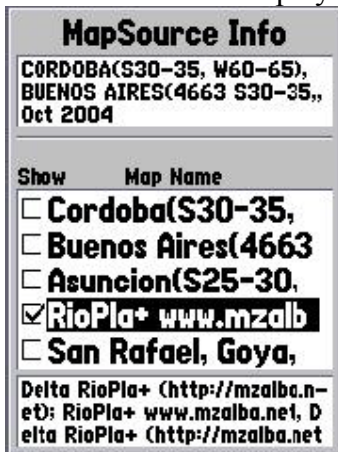 MapSource Info
CORDOBA(S30-35, W60-65),
BUENOS AIRES(4663 S30-35,,
Oct 2004
Show Map Name
Cordoba(S30-35,
Buenos Aires(4663
Asuncion(S25-30,
RioPla+ www.mzalb
San Rafael, Goya,
Delta RioPla+ (http://mzalba.n-
et); RioPla+ www.mzalba.net, D
elta RioPla+ (http://mzalba.net